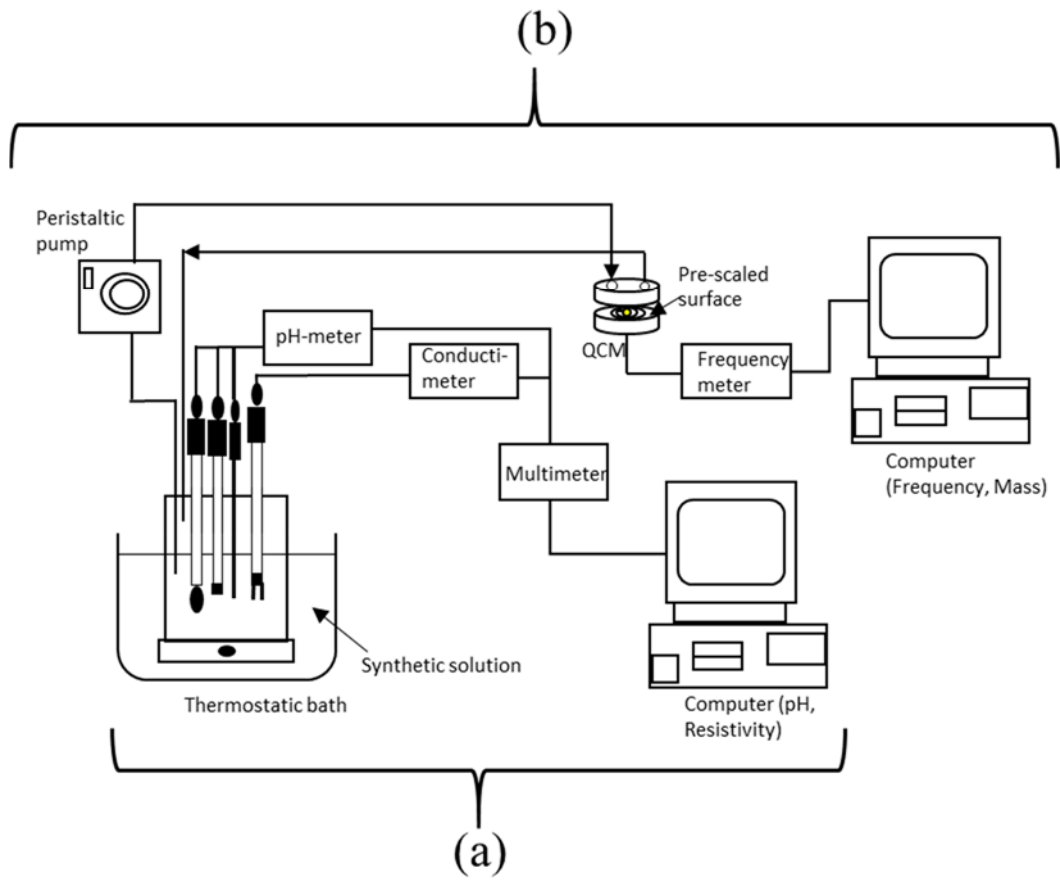 (b)
Peristaltic
pump
Pre-scaled
surface
pH-meter
Conducti-
meter
QCM
Frequency
meter
Multimeter
Computer
(Frequency, Mass)
Synthetic solution
Thermostatic bath
Computer (pH,
Resistivity)
(a)